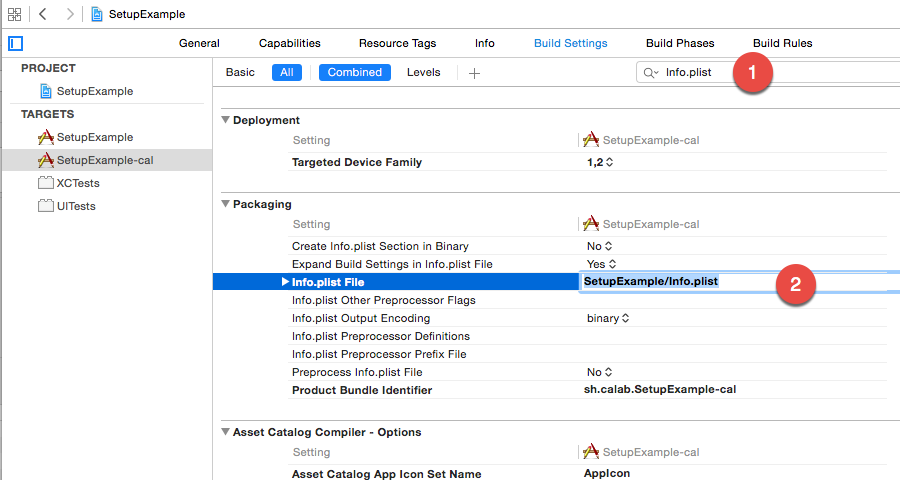 SetupExample
General Capabilities Resource Tags Info Build Settings Build Phases Build Rules
PROJECT
SetupExample
TARGETS
SetupExample
SetupExample-cal
XCTests
UITests
Basic All Combined Levels + Info.plist 1
Deployment
Setting SetupExample-cal
Targeted Device Family 1,2
Packaging
Setting SetupExample-cal
Create Info.plist Section in Binary No
Expand Build Settings in Info.plist File Yes
Info.plist File SetupExample/Info.plist 2
Info.plist Other Preprocessor Flags
Info.plist Output Encoding binary
Info.plist Preprocessor Definitions
Info.plist Preprocessor Prefix File
Preprocess Info.plist File No
Product Bundle Identifier sh.calab.SetupExample-cal
Asset Catalog Compiler - Options
Setting SetupExample-cal
Asset Catalog App Icon Set Name AppIcon